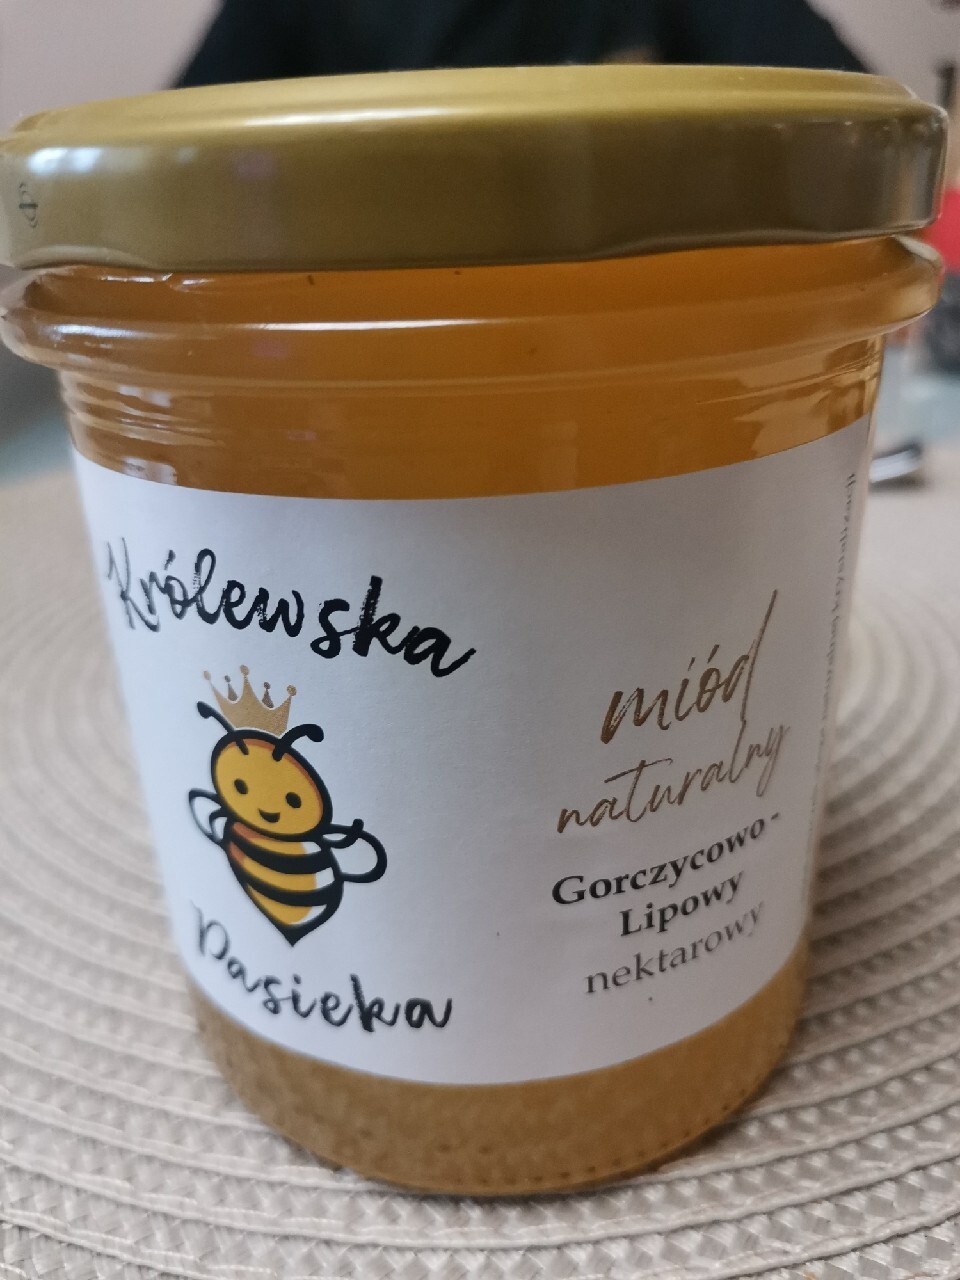 Królewska
Pasieka
miód
naturalny
Gorczycowo -
Lipowy
nektarowy